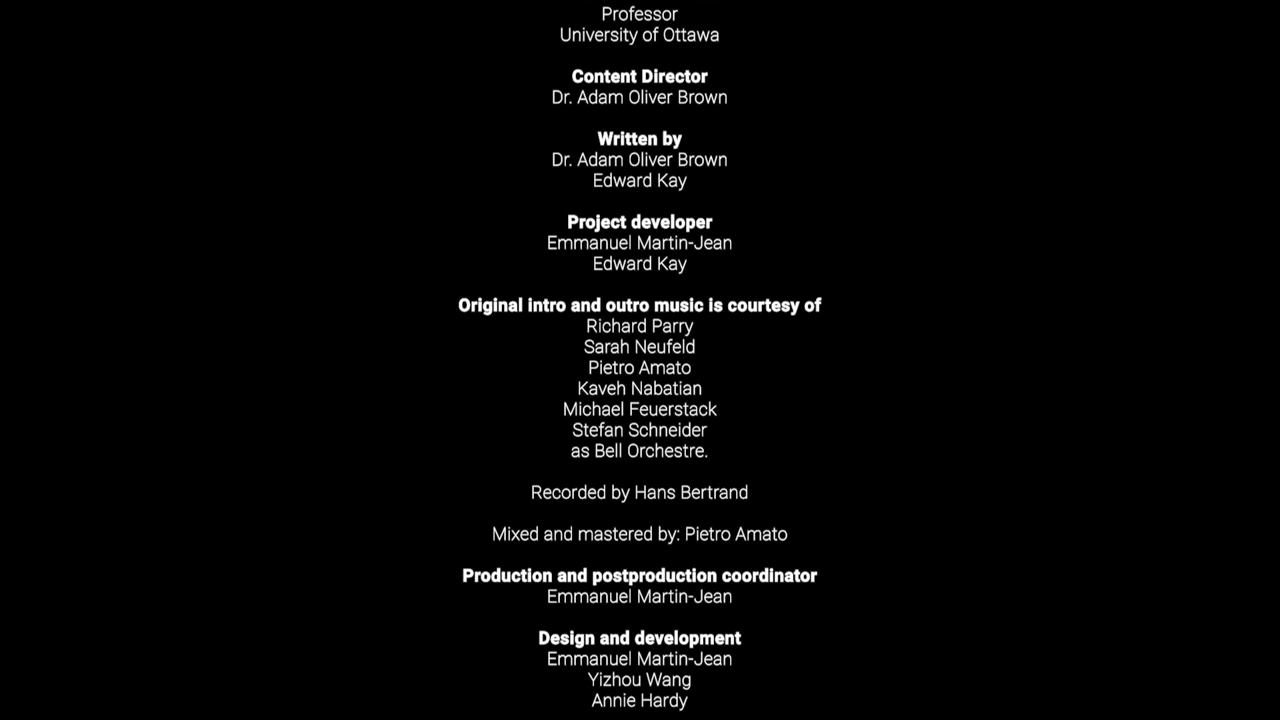 Professor
University of Ottawa
Content Director
Dr. Adam Oliver Brown
Written by
Dr. Adam Oliver Brown
Edward Kay
Project developer
Emmanuel Martin-Jean
Edward Kay
Original intro and outro music is courtesy of
Richard Parry
Sarah Neufeld
Pietro Amato
Kaveh Nabatian
Michael Feuerstack
Stefan Schneider
as Bell Orchestre.
Recorded by Hans Bertrand
Mixed and mastered by: Pietro Amato
Production and postproduction coordinator
Emmanuel Martin-Jean
Design and development
Emmanuel Martin-Jean
Yizhou Wang
Annie Hardy